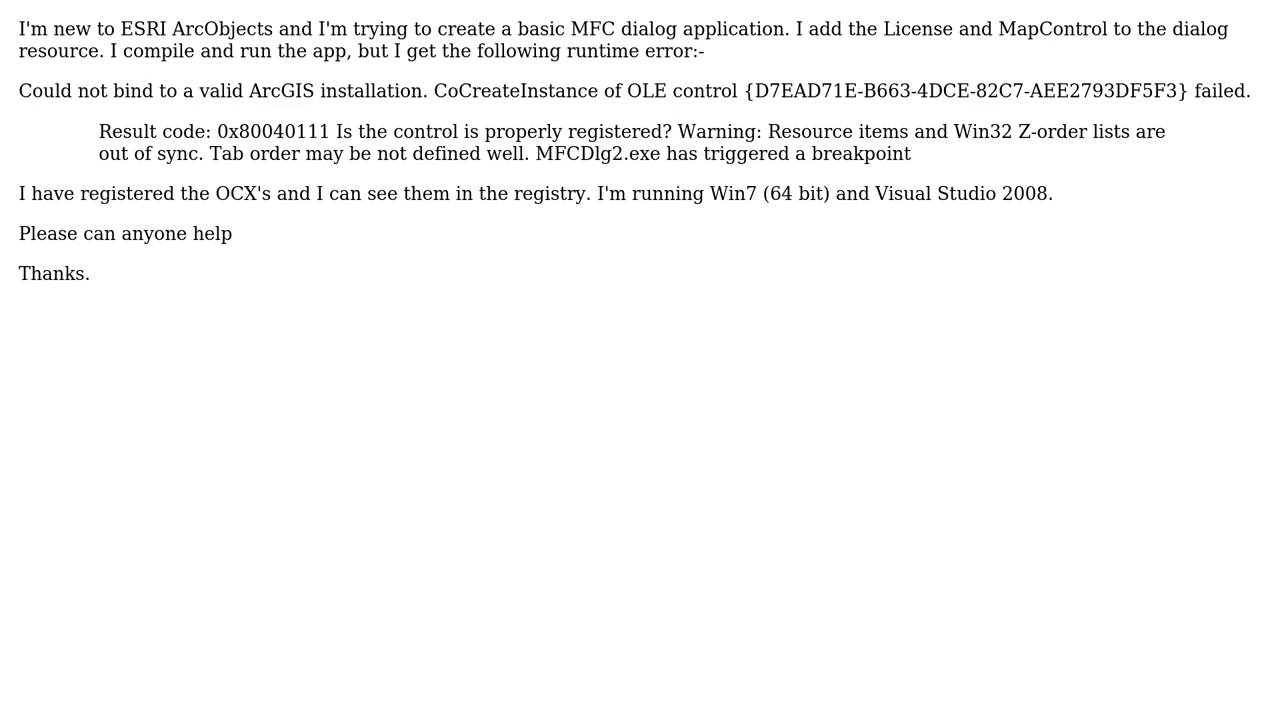 I'm new to ESRI ArcObjects and I'm trying to create a basic MFC dialog application. I add the License and MapControl to the dialog
resource. I compile and run the app, but I get the following runtime error:-
Could not bind to a valid ArcGIS installation. CoCreateInstance of OLE control {D7EAD71E-B663-4DCE-82C7-AEE2793DF5F3} failed.
Result code: 0x80040111 Is the control is properly registered? Warning: Resource items and Win32 Z-order lists are
out of sync. Tab order may be not defined well. MFCDlg2.exe has triggered a breakpoint
I have registered the OCX's and I can see them in the registry. I'm running Win7 (64 bit) and Visual Studio 2008.
Please can anyone help
Thanks.